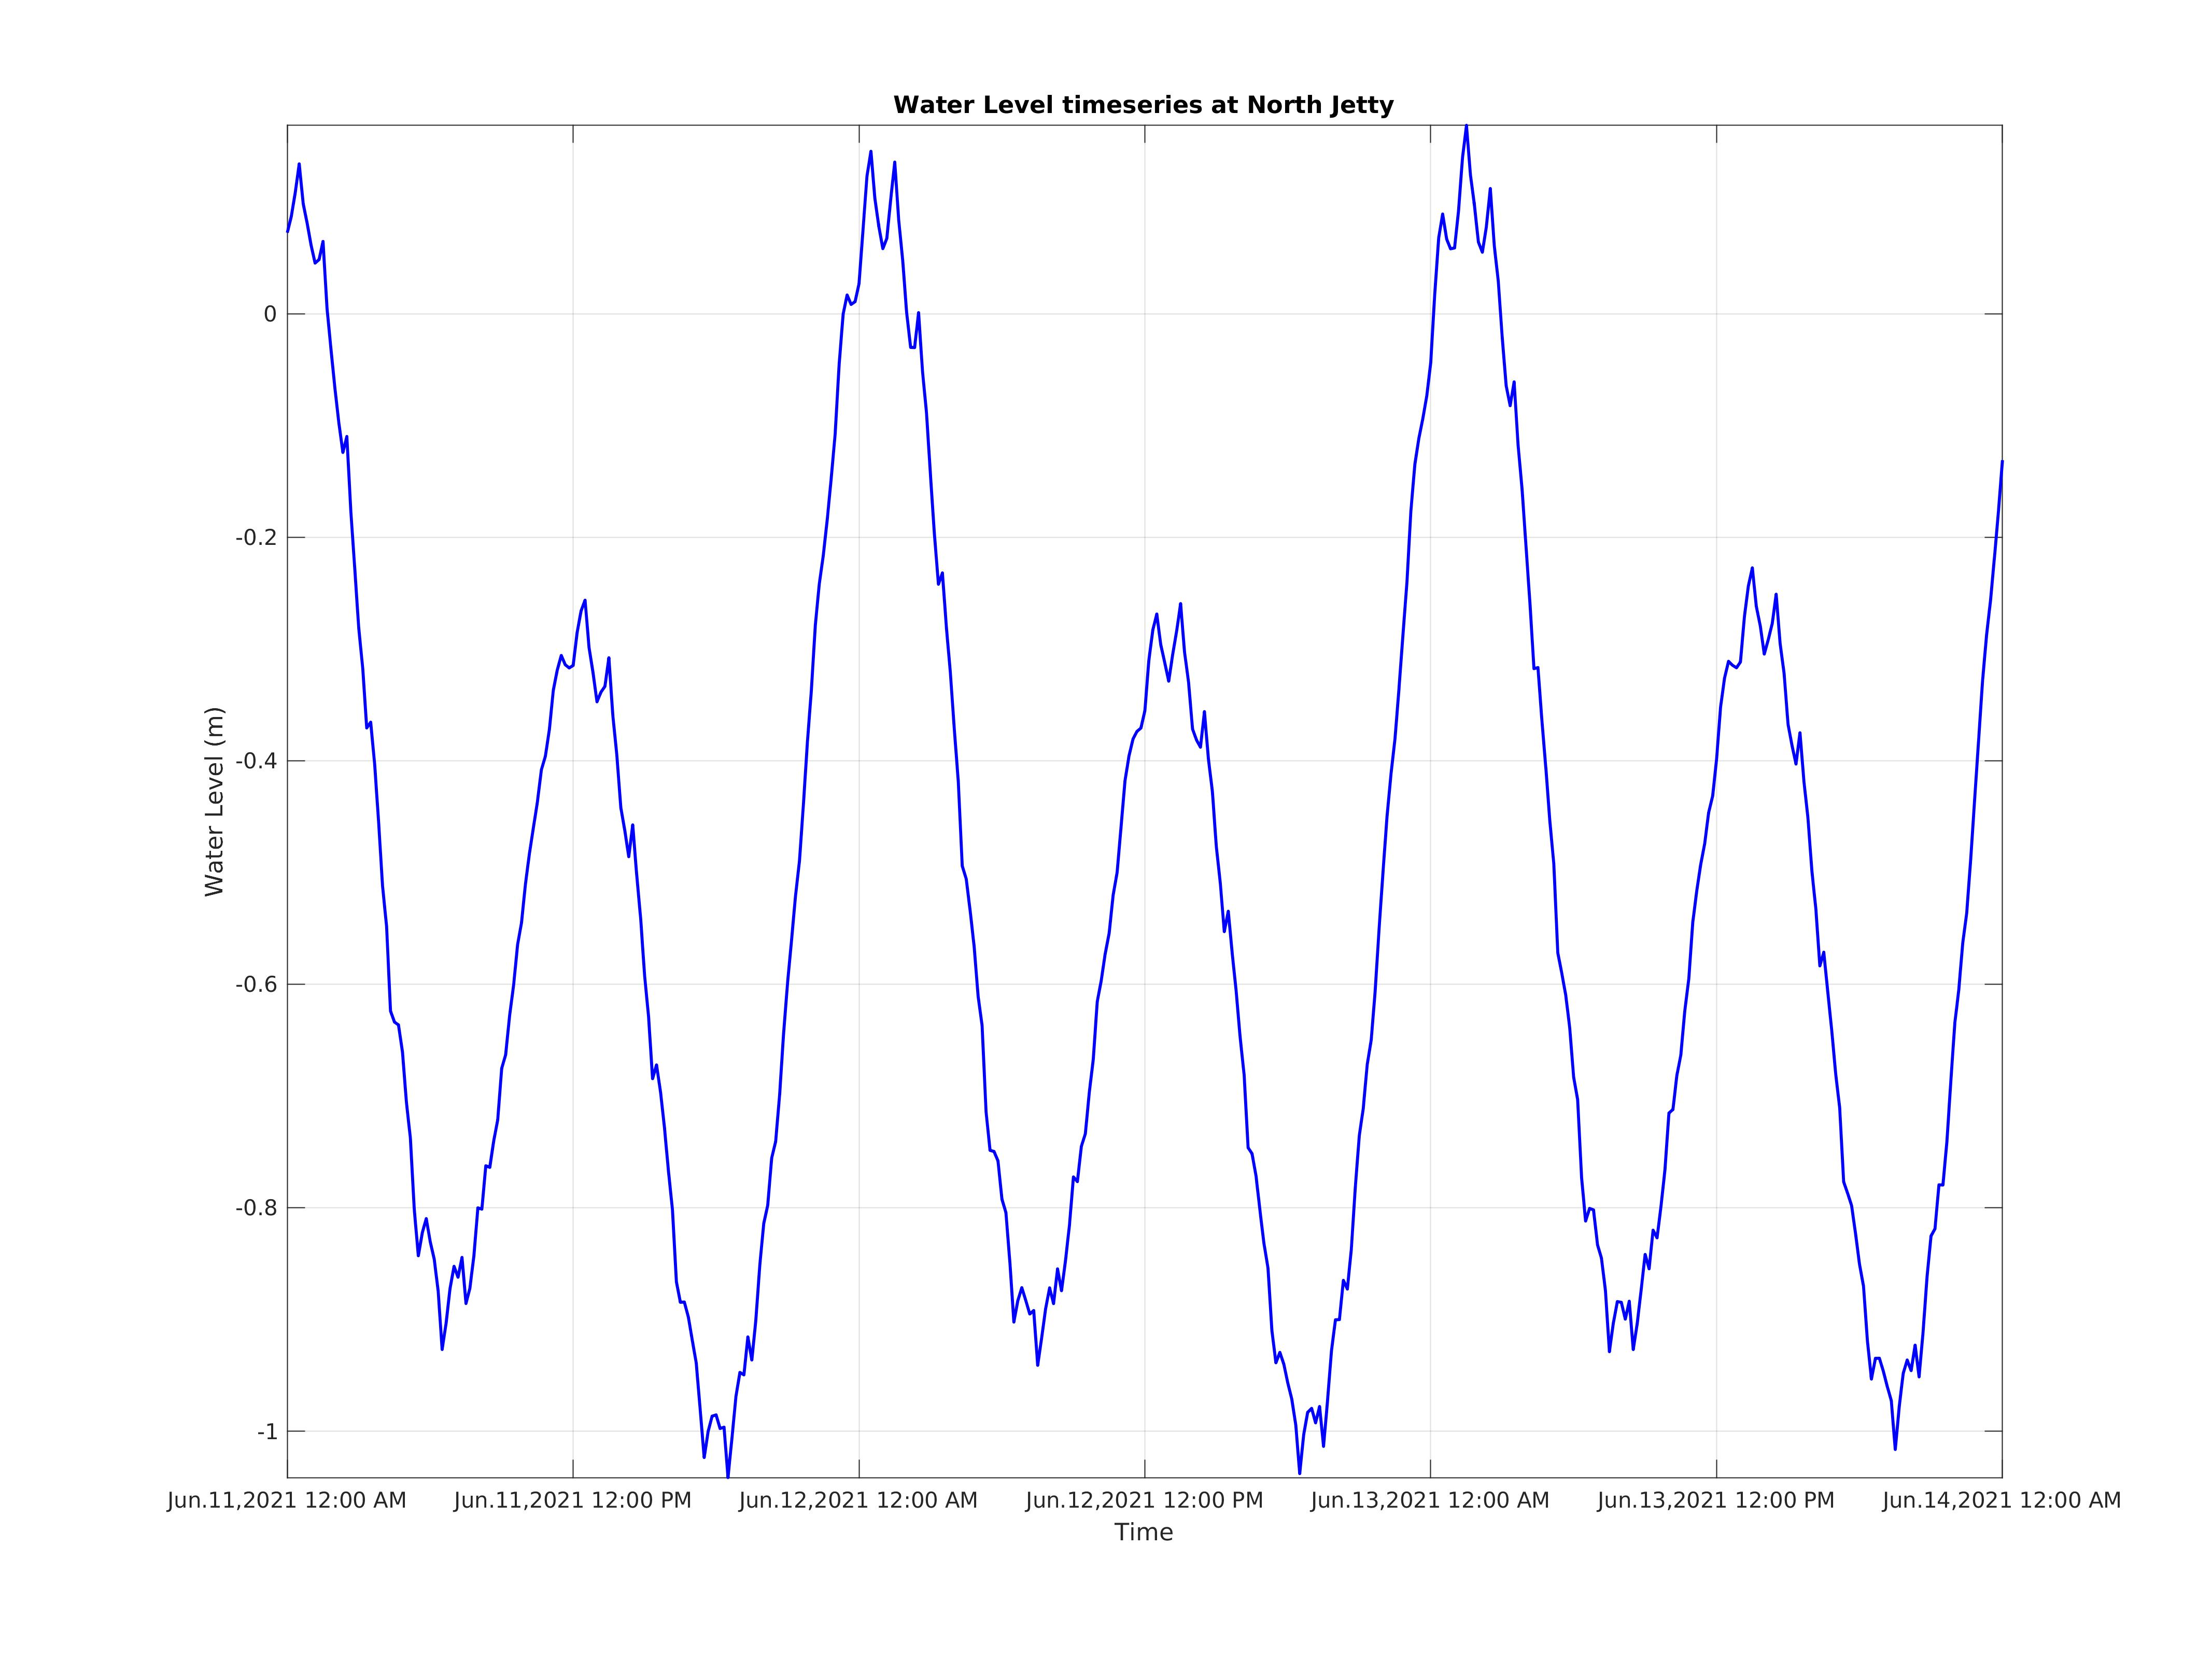 Water Level timeseries at North Jetty
0
-0.2
-0.4
-0.6
-0.8
-1
Water Level (m)
Jun.11,2021 12:00 AM
Jun.11,2021 12:00 PM
Jun.12,2021 12:00 AM
Jun.12,2021 12:00 PM
Jun.13,2021 12:00 AM
Jun.13,2021 12:00 PM
Jun.14,2021 12:00 AM
Time